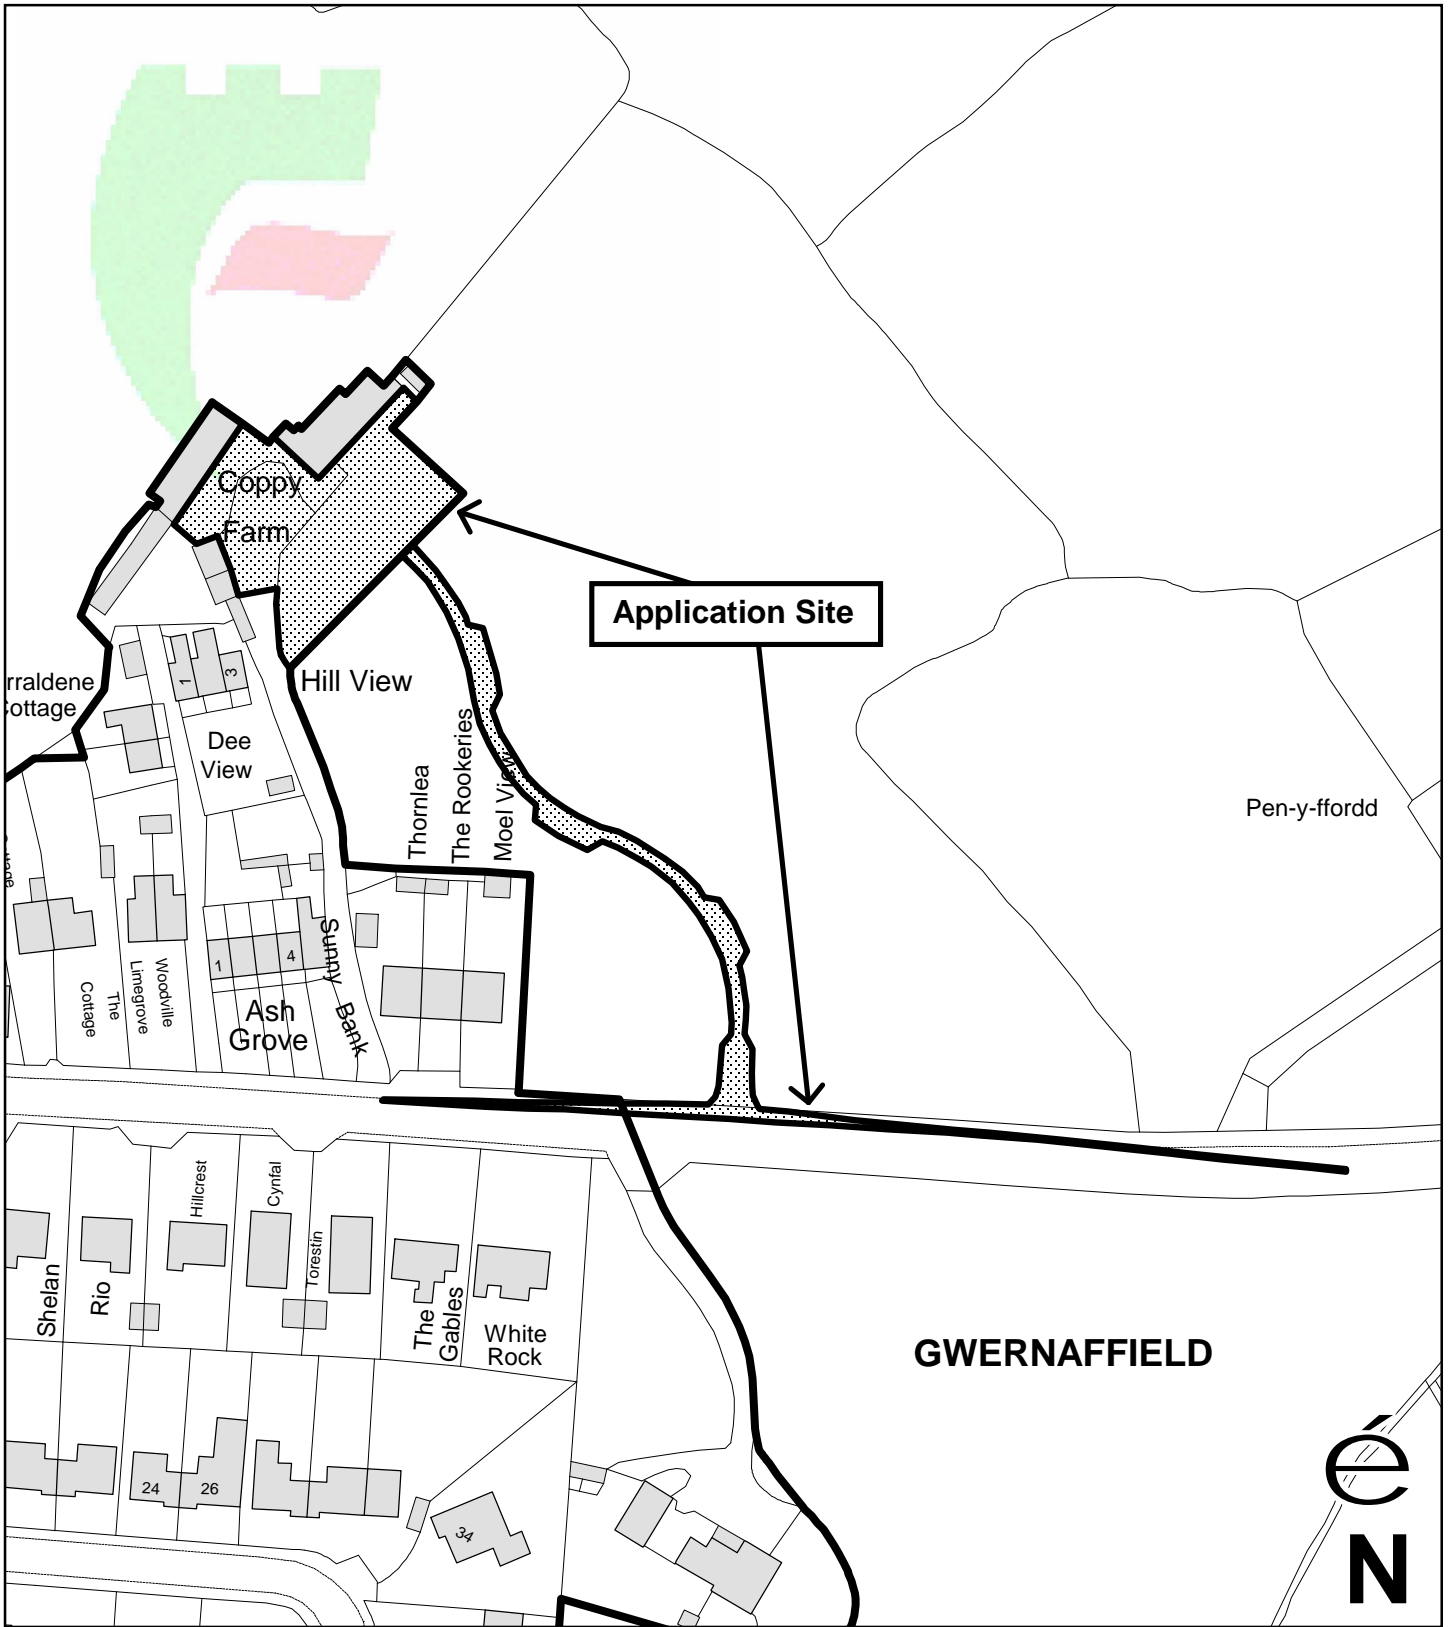 Coppy
Farm
Application Site
Hill View
Cottage
1
3
Dee
View
Thornlea
The Rookeries
Moel View
Pen-y-ffordd
1
4
Sunny
Bank
Ash
Grove
Cottage
The
Limegrove
Woodville
Shelan
Rio
Hillcrest
Cynfal
Torestin
The
Gables
White
Rock
GWERNAFFIELD
24
26
34
é
N